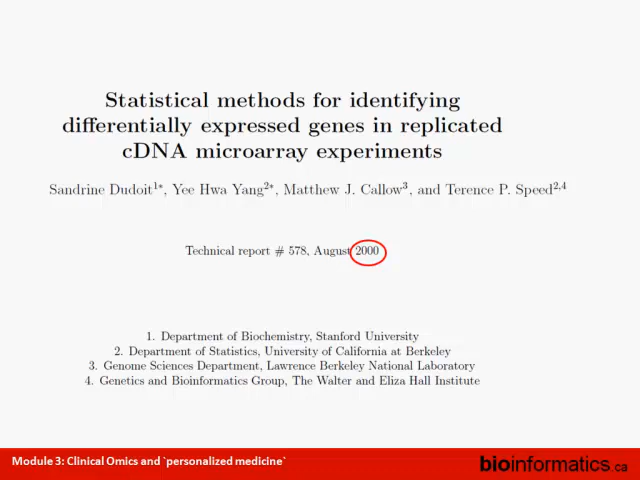 Statistical methods for identifying
differentially expressed genes in replicated
cDNA microarray experiments
Sandrine Dudoit1*, Yee Hwa Yang2*, Matthew J. Callow3, and Terence P. Speed2,4
Technical report # 578, August 2000
1. Department of Biochemistry, Stanford University
2. Department of Statistics, University of California at Berkeley
3. Genome Sciences Department, Lawrence Berkeley National Laboratory
4. Genetics and Bioinformatics Group, The Walter and Eliza Hall Institute
Module 3: Clinical Omics and `personalized medicine`
bioinformatics.ca